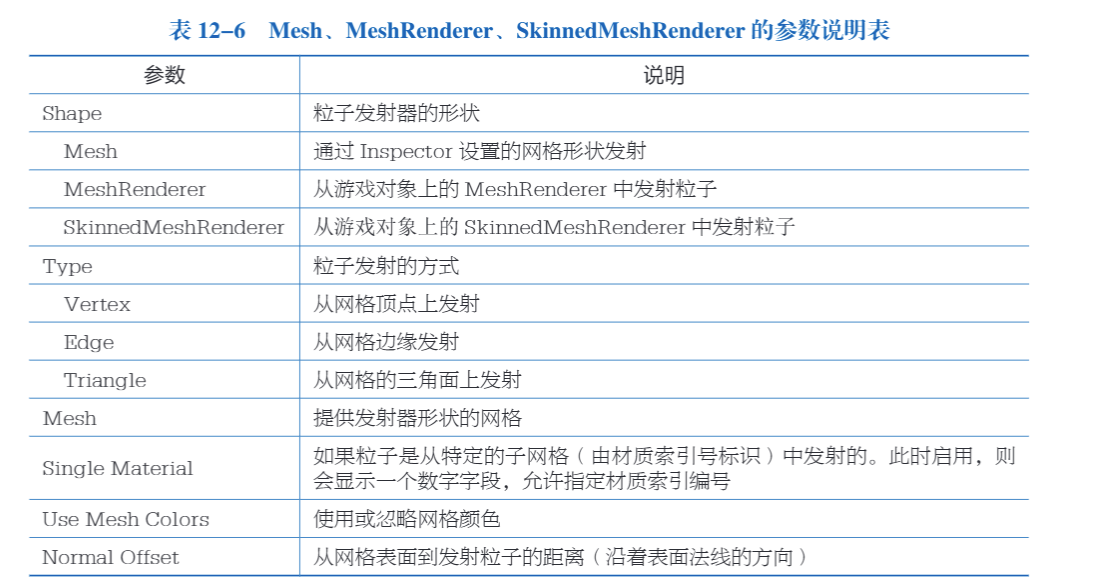 表 12–6 Mesh、MeshRenderer、SkinnedMeshRenderer 的参数说明表
参数 说明
Shape 粒子发射器的形状
Mesh 通过 Inspector 设置的网格形状发射
MeshRenderer 从游戏对象上的 MeshRenderer 中发射粒子
SkinnedMeshRenderer 从游戏对象上的 SkinnedMeshRenderer 中发射粒子
Type 粒子发射的方式
Vertex 从网格顶点上发射
Edge 从网格边缘发射
Triangle 从网格的三角面上发射
Mesh 提供发射器形状的网格
Single Material 如果粒子是从特定的子网格（由材质索引号标识）中发射的。此时启用，则
会显示一个数字字段，允许指定材质索引编号
Use Mesh Colors 使用或忽略网格颜色
Normal Offset 从网格表面到发射粒子的距离（沿着表面法线的方向）